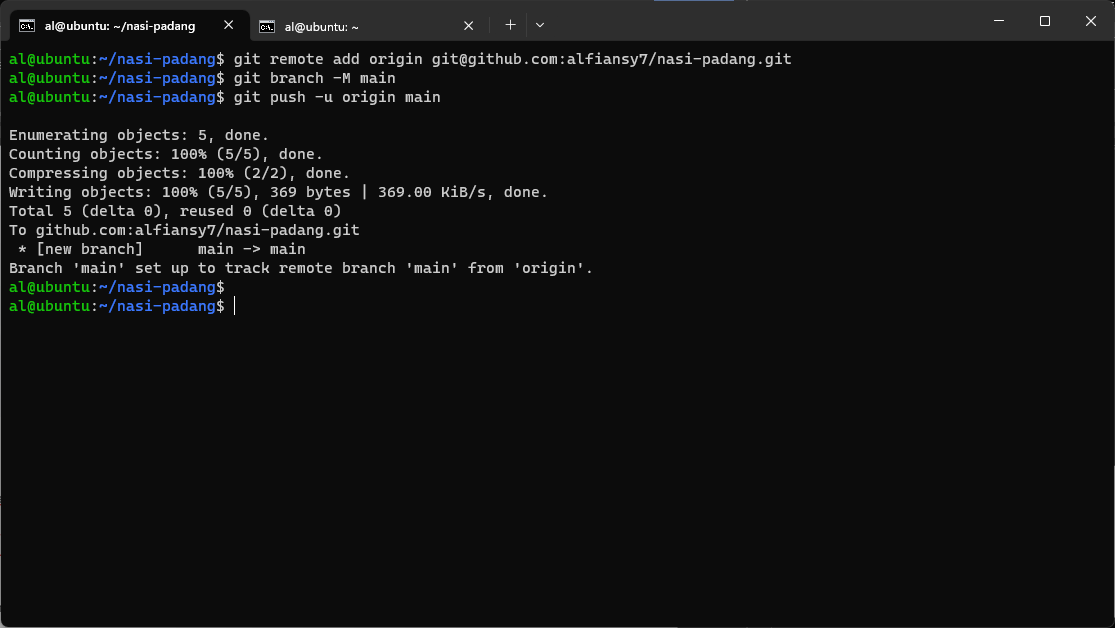 al@ubuntu: ~/nasi-padang
al@ubuntu: ~
al@ubuntu:~/nasi-padang$ git remote add origin git@github.com:alfiansy7/nasi-padang.git
al@ubuntu:~/nasi-padang$ git branch -M main
al@ubuntu:~/nasi-padang$ git push -u origin main
Enumerating objects: 5, done.
Counting objects: 100% (5/5), done.
Compressing objects: 100% (2/2), done.
Writing objects: 100% (5/5), 369 bytes | 369.00 KiB/s, done.
Total 5 (delta 0), reused 0 (delta 0)
To github.com:alfiansy7/nasi-padang.git
 * [new branch]      main -> main
Branch 'main' set up to track remote branch 'main' from 'origin'.
al@ubuntu:~/nasi-padang$
al@ubuntu:~/nasi-padang$